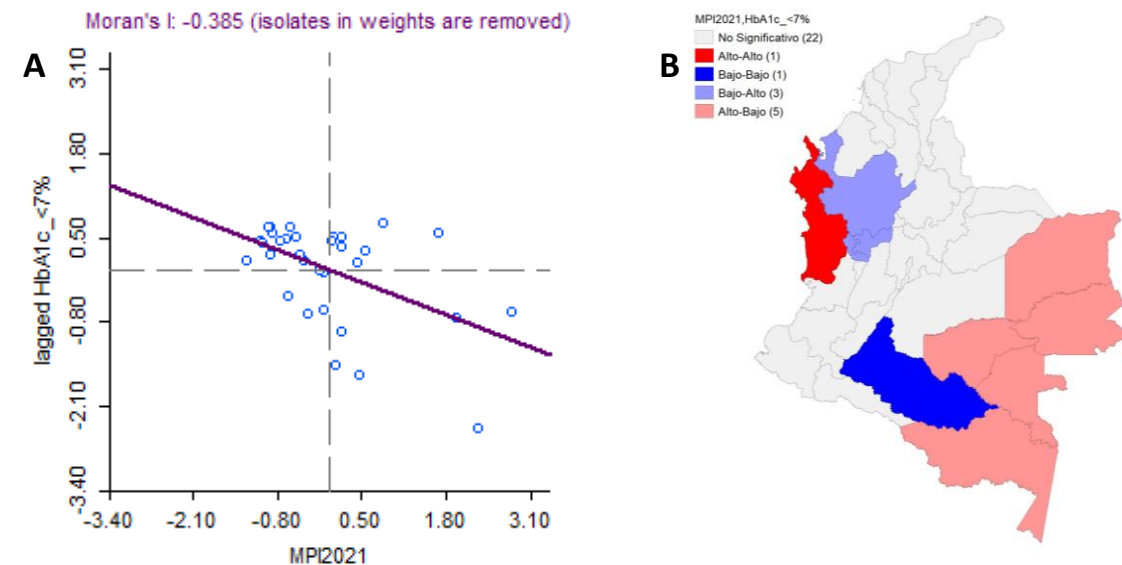 Moran's I: -0.385 (isolates in weights are removed)
A
3.10
1.80
0.50
-0.80
-2.10
-3.40
lagged HbA1c_<7%
-3.40 -2.10 -0.80 0.50 1.80 3.10
MPI2021
B
MPI2021,HbA1c_<7%
No Significativo (22)
Alto-Alto (1)
Bajo-Bajo (1)
Bajo-Alto (3)
Alto-Bajo (5)